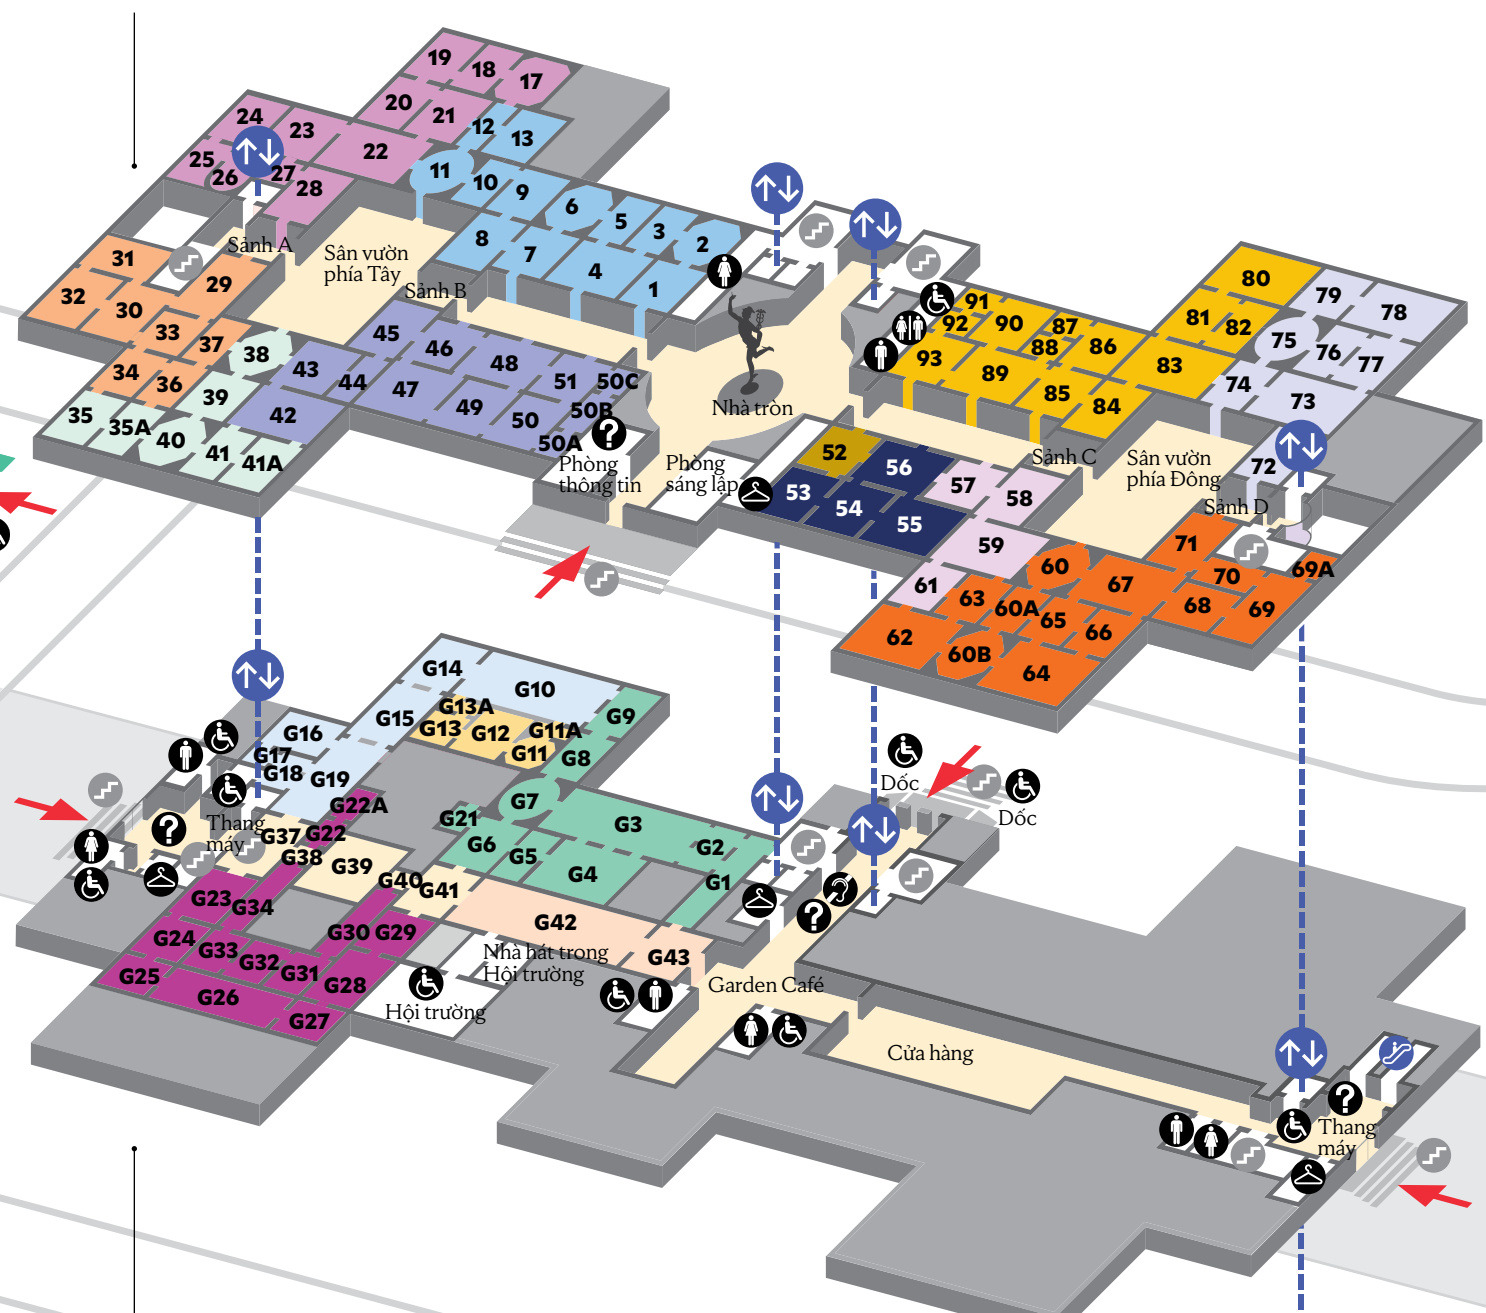 19
18
17
20
21
12
13
24
23
22
25
26
27
28
11
10
9
6
5
3
2
8
7
4
1
Sảnh A
Sân vườn
phía Tây
Sảnh B
31
29
32
30
33
37
38
34
36
39
35
35A
40
41
41A
45
46
48
43
44
47
51
50C
42
49
50
50B
50A
Phòng
thông tin
Nhà tròn
Phòng
sáng lập
80
79
78
81
82
75
76
77
91
92
90
87
88
86
83
93
89
85
84
74
73
72
52
56
53
54
55
57
58
59
61
Sảnh C
Sân vườn
phía Đông
Sảnh D
71
70
69A
60
67
68
69
63
60A
65
66
62
60B
64
G14
G10
G13A
G15
G13
G12
G11A
G11
G9
G8
G16
G17
G18
G19
G7
G22A
G21
G3
G2
G6
G5
G4
G1
Thang
máy
G37
G22
G38
G39
G40
G41
G42
G43
G23
G34
G24
G33
G32
G31
G30
G29
G25
G26
G28
G27
Nhà hát trong
Hội trường
Hội trường
Dốc
Dốc
Garden Café
Cửa hàng
Thang
máy